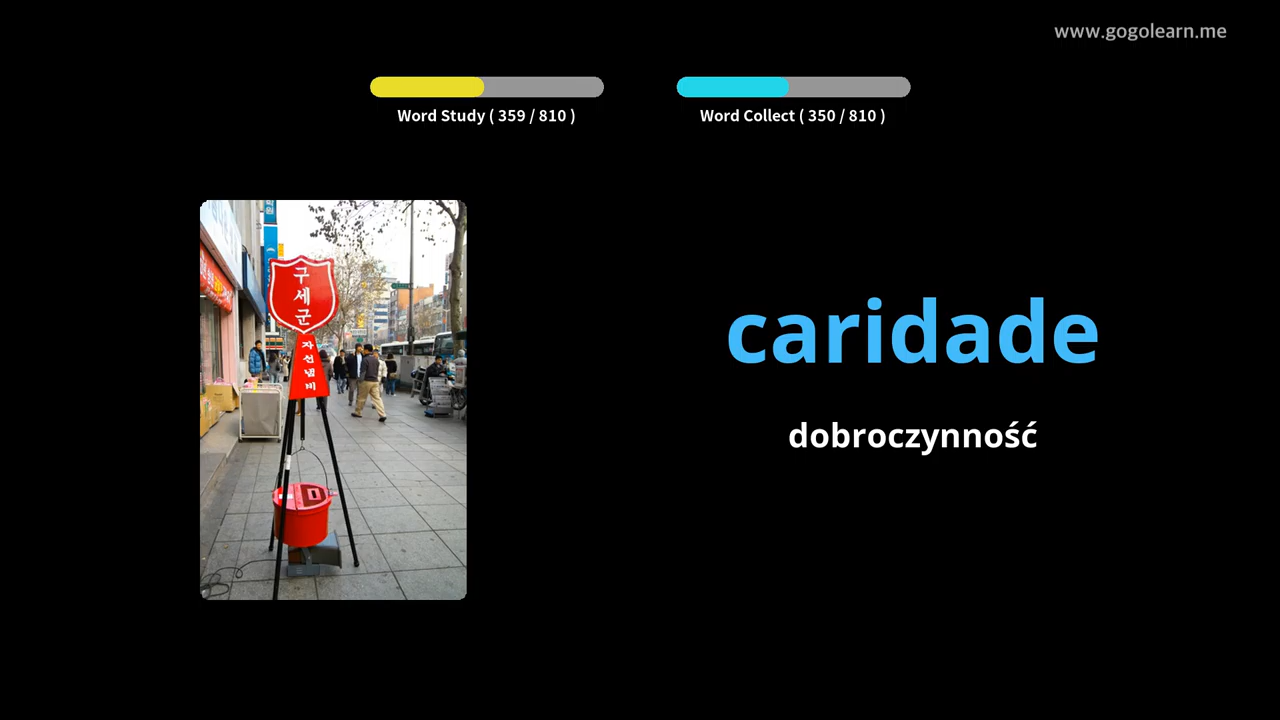 www.gogolearn.me
Word Study ( 359 / 810 )
Word Collect ( 350 / 810 )
구세군
자선냄비
caridade
dobroczynność